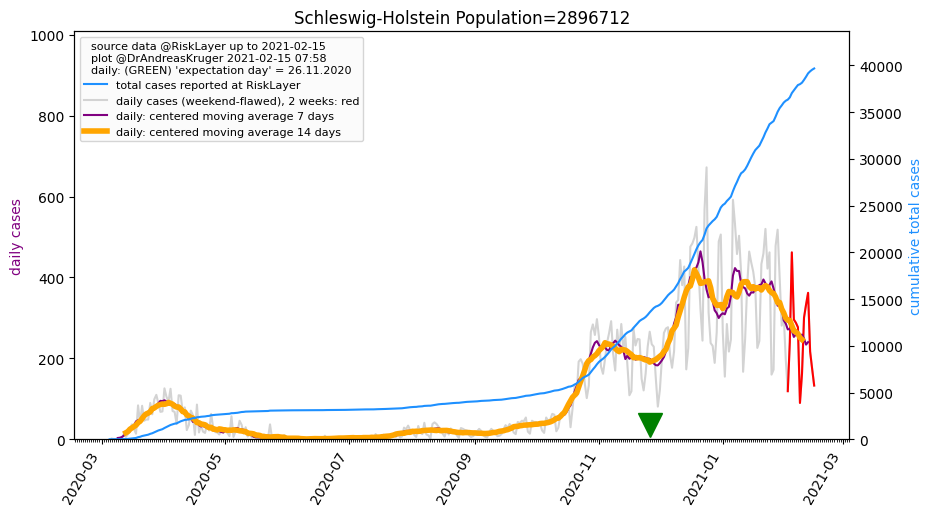 Schleswig-Holstein Population=2896712
source data @RiskLayer up to 2021-02-15
plot @DrAndreasKruger 2021-02-15 07:58
daily: (GREEN) 'expectation day' = 26.11.2020
total cases reported at RiskLayer
daily cases (weekend-flawed), 2 weeks: red
daily: centered moving average 7 days
daily: centered moving average 14 days
daily cases
1000
800
600
400
200
0
cumulative total cases
40000
35000
30000
25000
20000
15000
10000
5000
0
2020-03
2020-05
2020-07
2020-09
2020-11
2021-01
2021-03